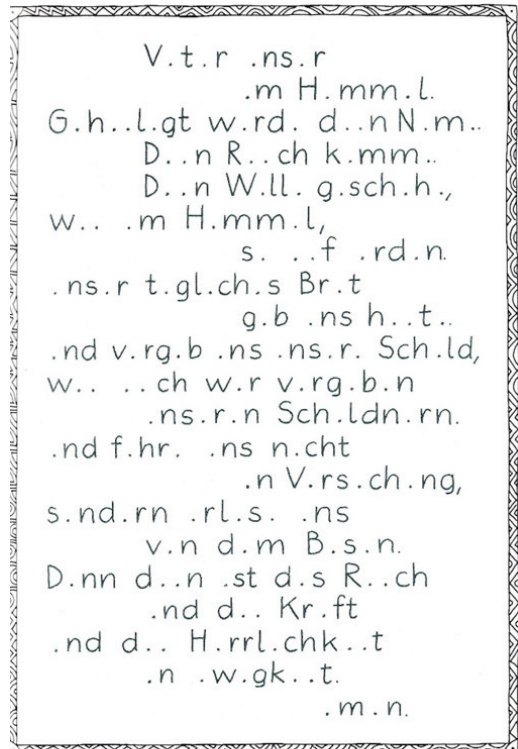 V.t.r .ns.r
.m H.mm.l.
G.h..l.gt w.rd. d..n N.m..
D..n R..ch k.mm..
D..n W.ll. g.sch.h.,
w.. .m H.mm.l,
s. ..f .rd.n.
.ns.r t.gl.ch.s Br.t
g.b .ns h..t..
.nd v.rg.b .ns .ns.r. Sch.ld,
w.. ..ch w.r v.rg.b.n
.ns.r.n Sch.ldn.rn.
.nd f.hr. .ns n.cht
.n V.rs.ch.ng,
s.nd.rn .rl.s. .ns
v.n d.m B.s.n.
D.nn d..n .st d.s R..ch
.nd d.. Kr.ft
.nd d.. H.rrl.chk..t
.n .w.gk..t.
.m.n.